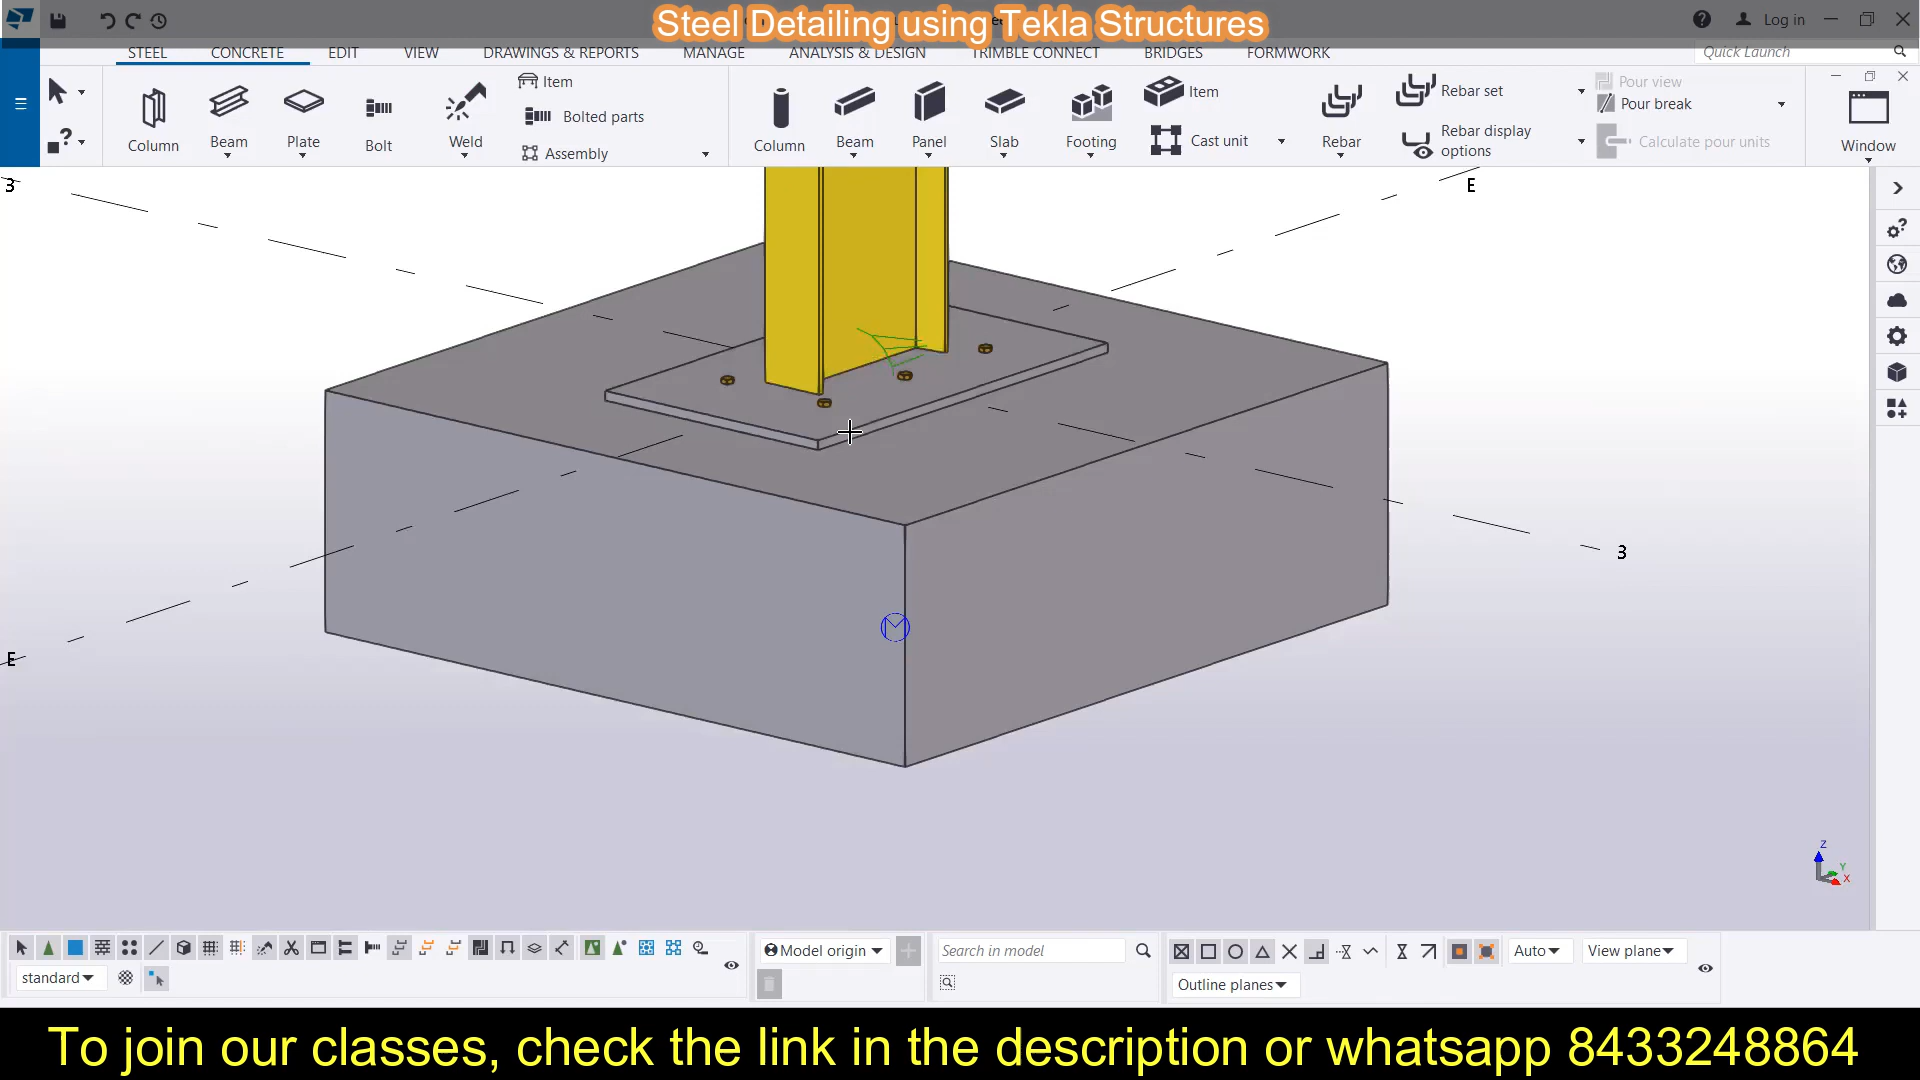 Steel Detailing using Tekla Structures
Log in
STEEL CONCRETE EDIT VIEW DRAWINGS & REPORTS MANAGE ANALYSIS & DESIGN TRIMBLE CONNECT BRIDGES FORMWORK Quick Launch
Column Beam Plate Bolt Weld
Item
Bolted parts
Assembly
Column Beam Panel Slab Footing
Item
Cast unit
Rebar
Rebar set
Rebar display
options
Pour view
Pour break
Calculate pour units
Window
3
E
3
E
M
Z
Y
X
Model origin
Search in model
Auto
View plane
standard
Outline planes
To join our classes, check the link in the description or whatsapp 8433248864